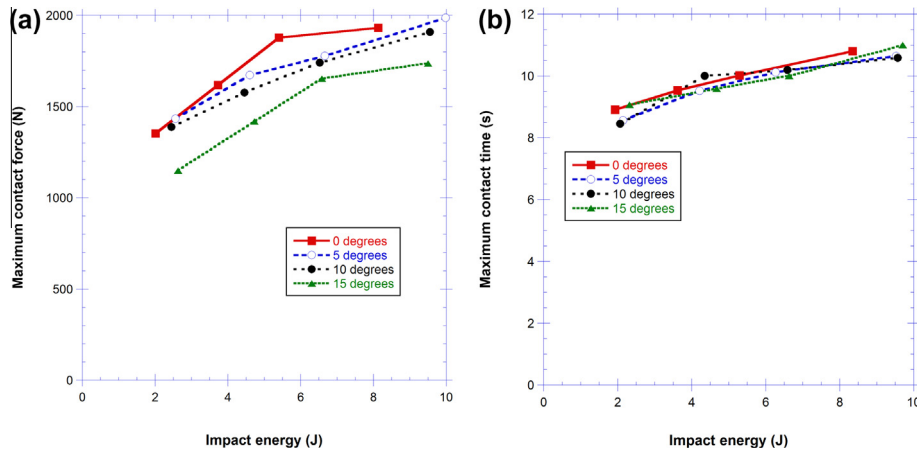 (a)
2000
1500
1000
500
0
Maximum contact force (N)
0 degrees
5 degrees
10 degrees
15 degrees
0 2 4 6 8 10
Impact energy (J)
(b)
12
10
8
6
4
2
0
Maximum contact time (s)
0 degrees
5 degrees
10 degrees
15 degrees
0 2 4 6 8 10
Impact energy (J)